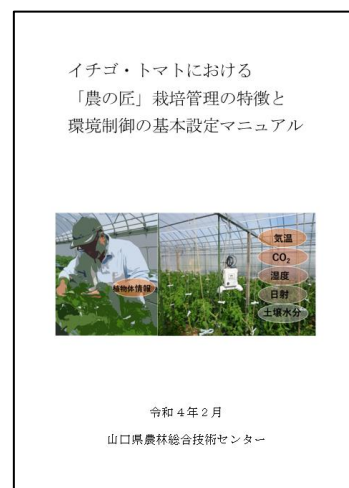 イチゴ・トマトにおける
「農の匠」栽培管理の特徴と
環境制御の基本設定マニュアル
植物体情報
気温
CO₂
湿度
日射
土壌水分
令和４年２月
山口県農林総合技術センター